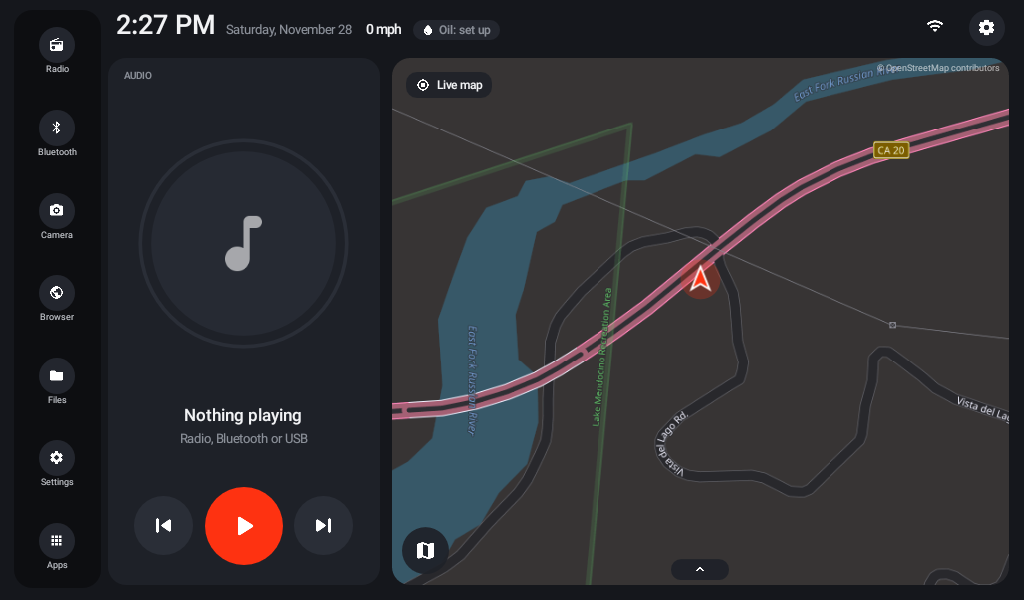 2:27 PM
Saturday, November 28
0 mph
Oil: set up
Radio
Bluetooth
Camera
Browser
Files
Settings
Apps
AUDIO
Nothing playing
Radio, Bluetooth or USB
Live map
© OpenStreetMap contributors
East Fork Russian
CA 20
East Fork Russian River
Lake Mendocino Recreation Area
Vista del Lago Rd.
Vista del Lag